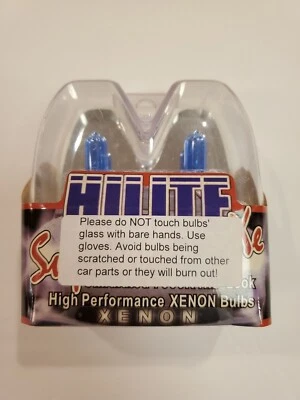 HILITE
Please do NOT touch bulbs'
glass with bare hands. Use
gloves. Avoid bulbs being
scratched or touched from other
car parts or they will burn out!
High Performance XENON Bulbs
XENON